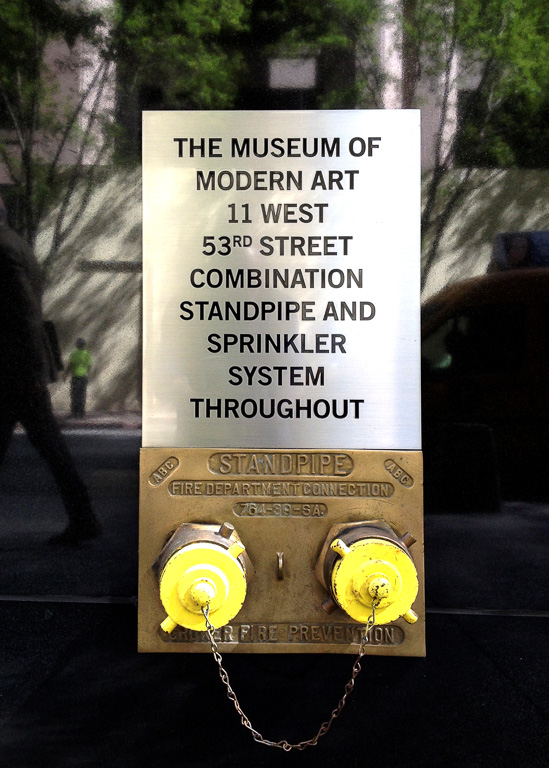 THE MUSEUM OF
MODERN ART
11 WEST
53RD STREET
COMBINATION
STANDPIPE AND
SPRINKLER
SYSTEM
THROUGHOUT
ABC STANDPIPE ABC
FIRE DEPARTMENT CONNECTION
764-39-SA.
FIRE PREVENTION